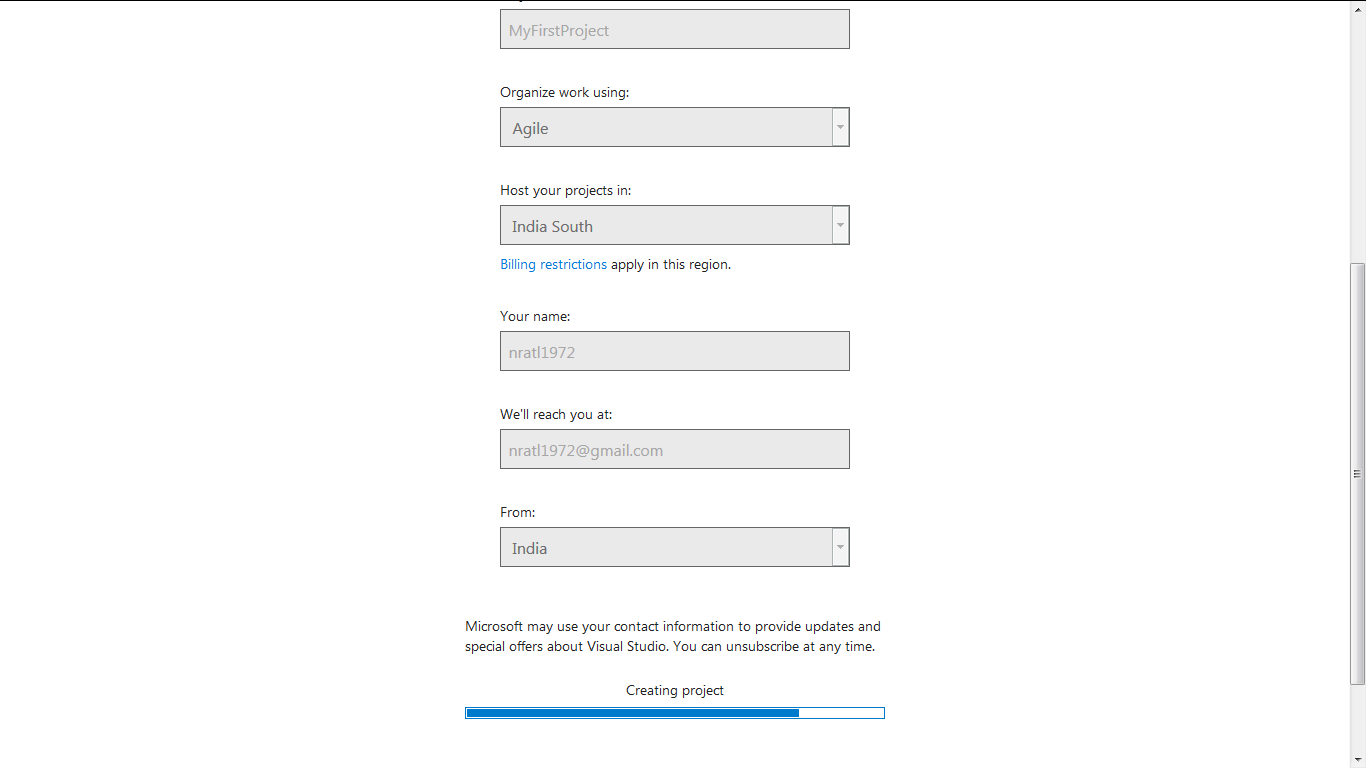 MyFirstProject
Organize work using:
Agile
Host your projects in:
India South
Billing restrictions apply in this region.
Your name:
nratl1972
We'll reach you at:
nratl1972@gmail.com
From:
India
Microsoft may use your contact information to provide updates and
special offers about Visual Studio. You can unsubscribe at any time.
Creating project